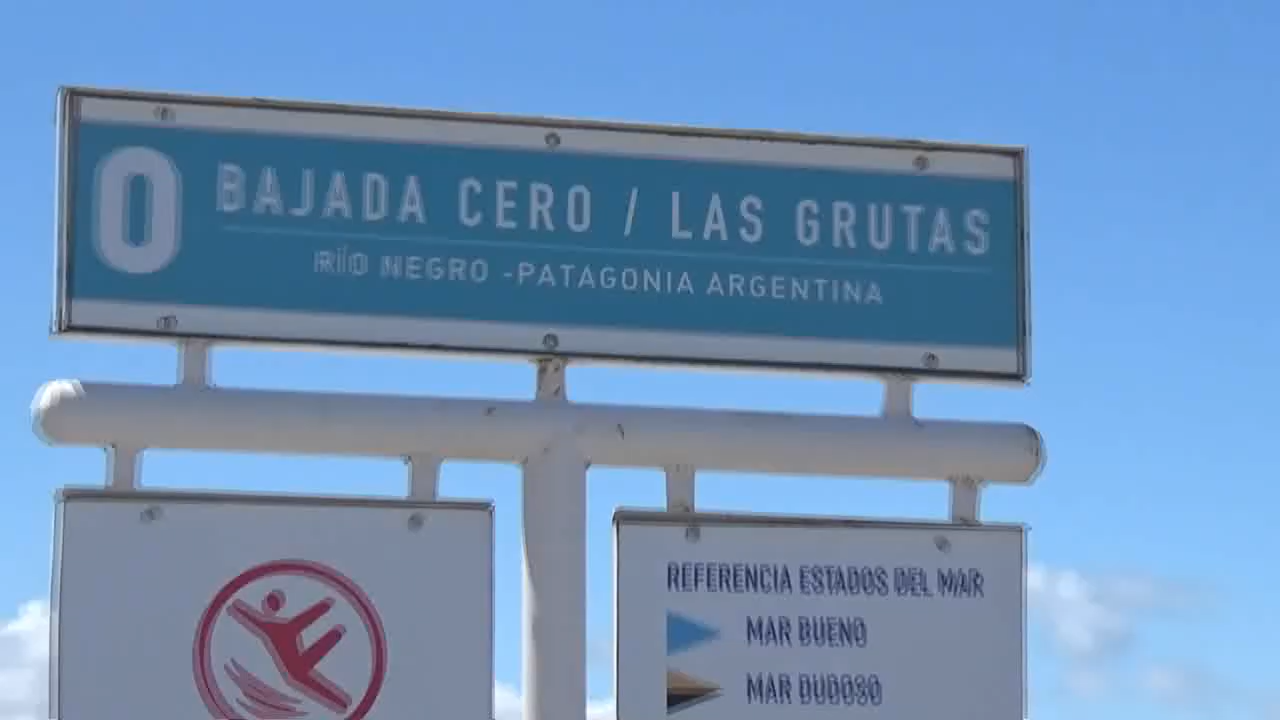 0
BAJADA CERO / LAS GRUTAS
RÍO NEGRO -PATAGONIA ARGENTINA
REFERENCIA ESTADOS DEL MAR
MAR BUENO
MAR DUDOSO